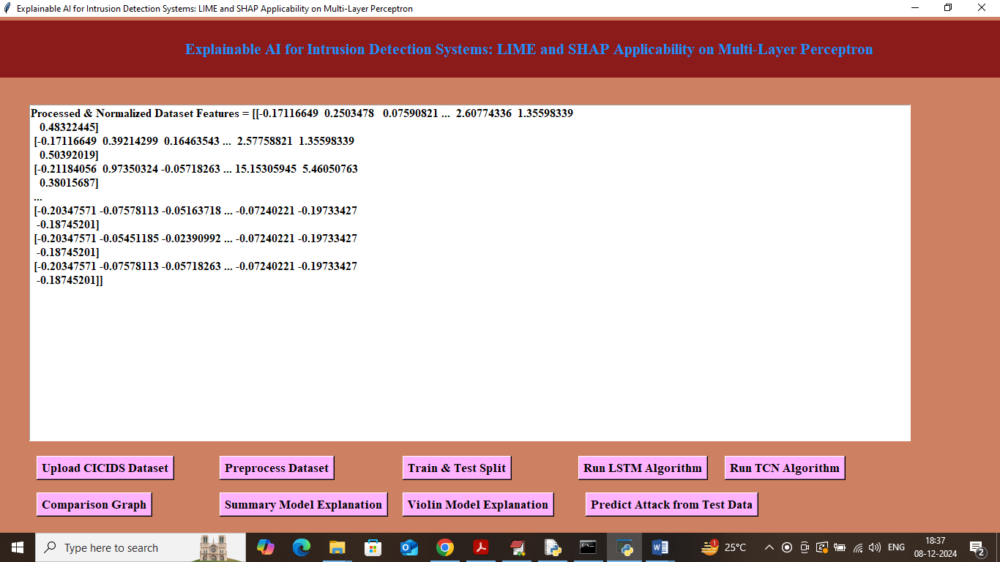 Explainable AI for Intrusion Detection Systems: LIME and SHAP Applicability on Multi-Layer Perceptron
Explainable AI for Intrusion Detection Systems: LIME and SHAP Applicability on Multi-Layer Perceptron
Processed & Normalized Dataset Features = [[-0.17116649 0.2503478 0.07590821 ... 2.60774336 1.35598339
0.48322445]
[-0.17116649 0.39214299 0.16463543 ... 2.57758821 1.35598339
0.50392019]
[-0.21184056 0.97350324 -0.05718263 ... 15.15305945 5.46050763
0.38015687]
...
[-0.20347571 -0.07578113 -0.05163718 ... -0.07240221 -0.19733427
-0.18745201]
[-0.20347571 -0.05451185 -0.02390992 ... -0.07240221 -0.19733427
-0.18745201]
[-0.20347571 -0.07578113 -0.05718263 ... -0.07240221 -0.19733427
-0.18745201]]
Upload CICIDS Dataset Preprocess Dataset Train & Test Split Run LSTM Algorithm Run TCN Algorithm
Comparison Graph Summary Model Explanation Violin Model Explanation Predict Attack from Test Data
Type here to search 1 25°C ENG 18:37
08-12-2024 2